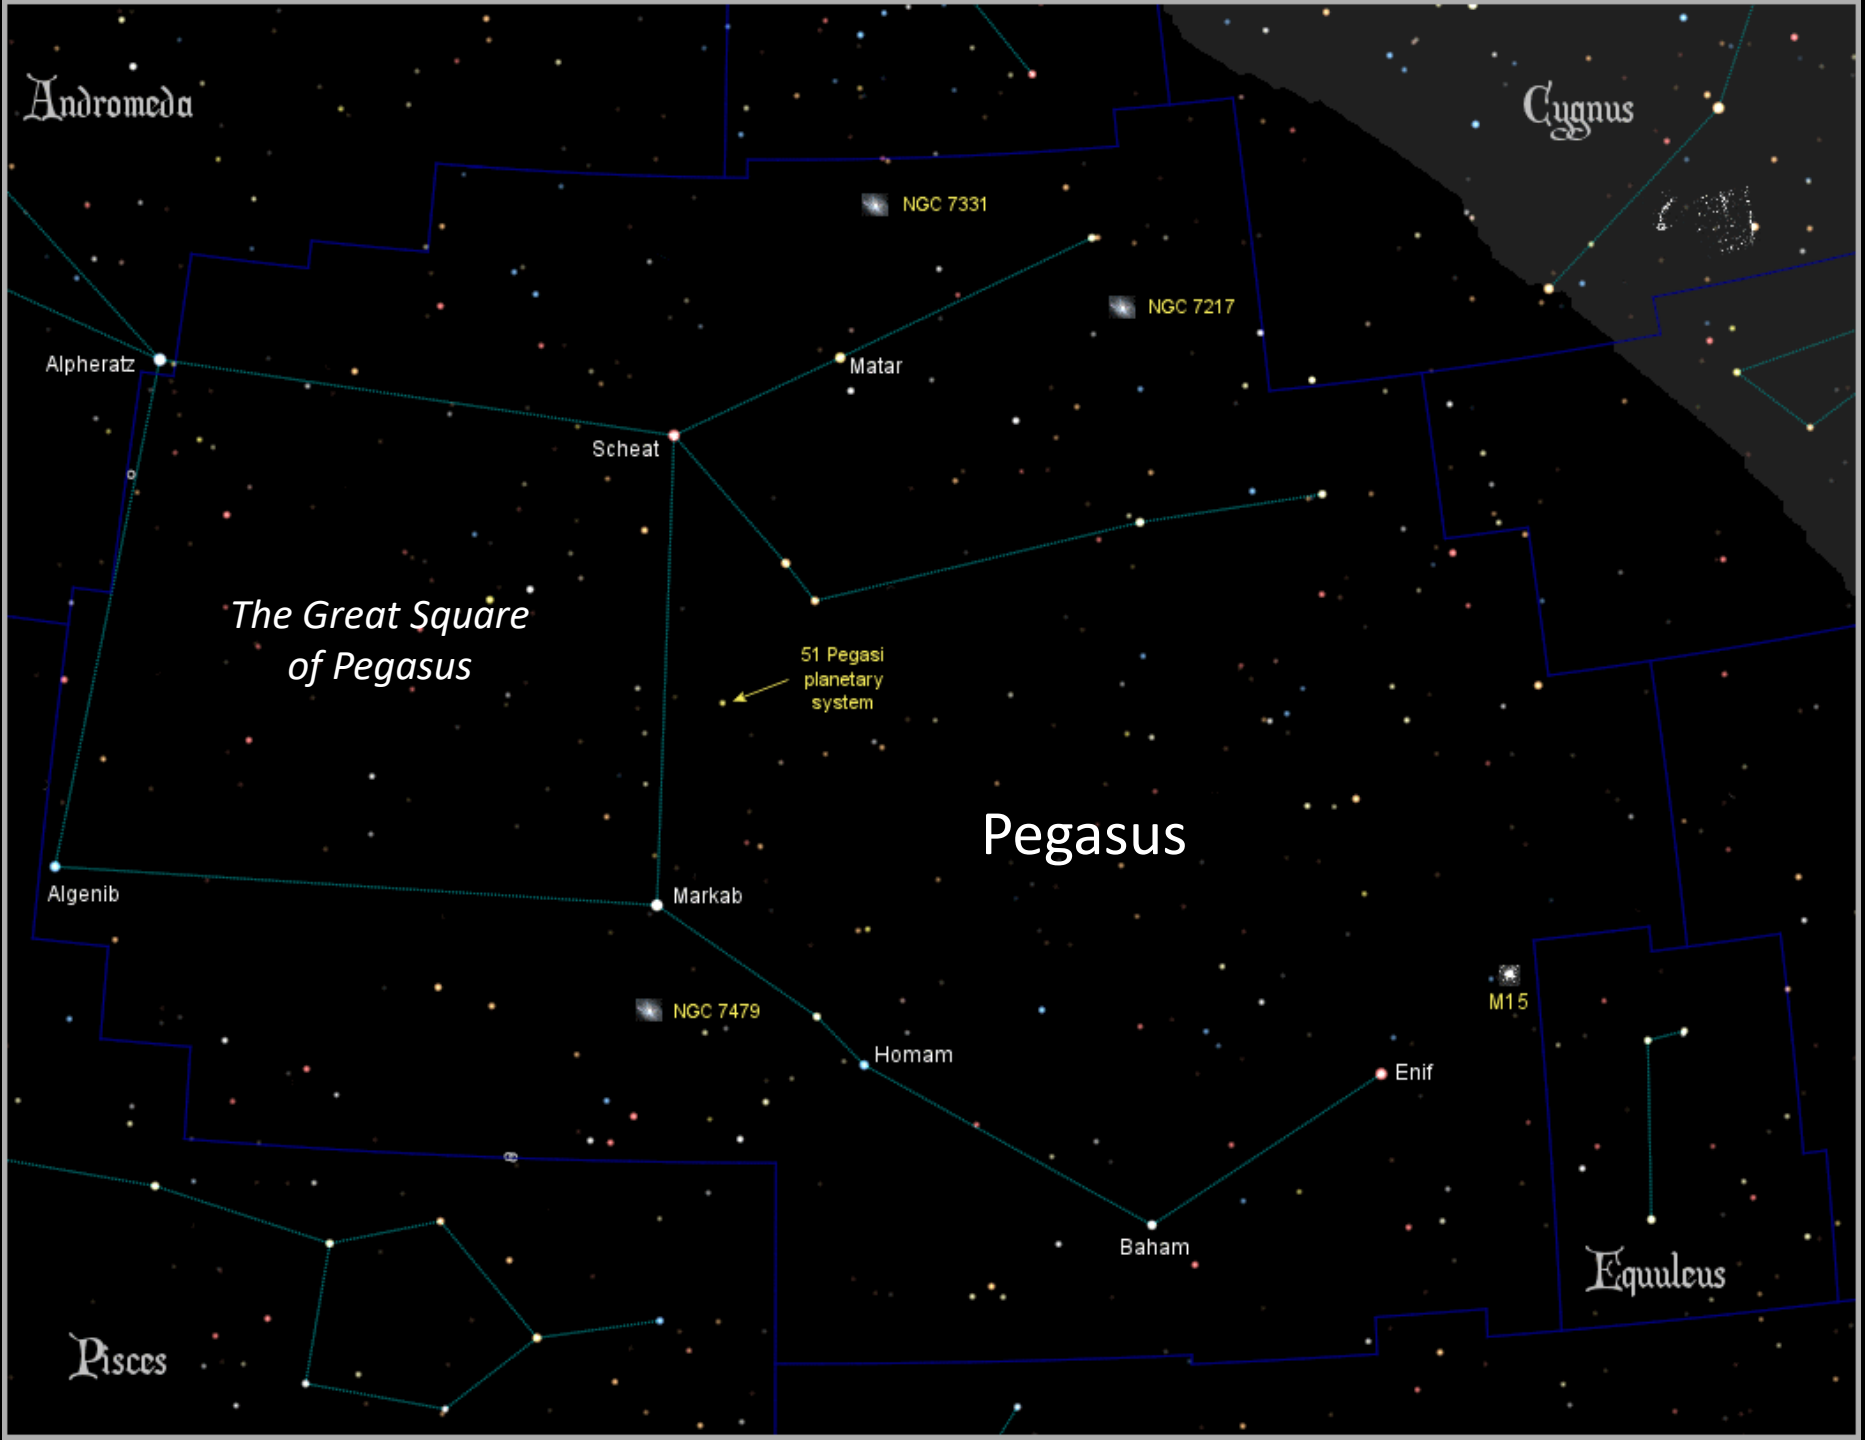 Andromeda
Cygnus
NGC 7331
NGC 7217
Alpheratz
Matar
Scheat
The Great Square
of Pegasus
51 Pegasi
planetary
system
Pegasus
Algenib
Markab
M15
NGC 7479
Homam
Enif
Baham
Equuleus
Pisces